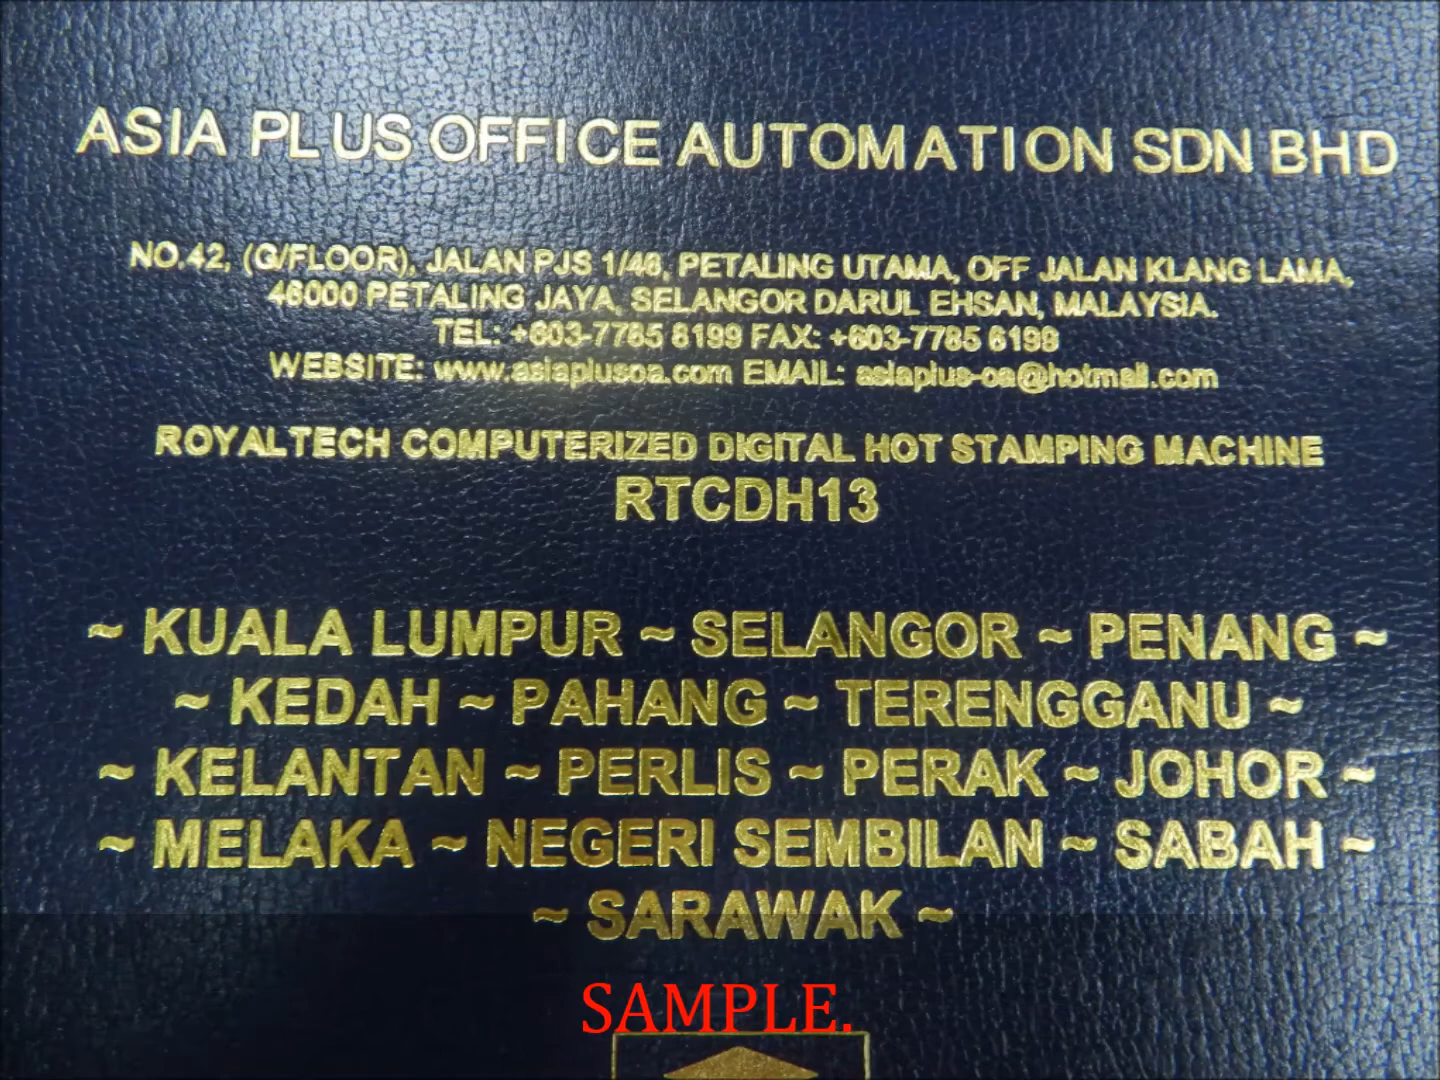 ASIA PLUS OFFICE AUTOMATION SDN BHD
NO.42, (G/FLOOR), JALAN PJS 1/46, PETALING UTAMA, OFF JALAN KLANG LAMA,
46000 PETALING JAYA, SELANGOR DARUL EHSAN, MALAYSIA.
TEL: +603-7785 6199 FAX: +603-7785 6199
WEBSITE: www.asiaplusoa.com EMAIL: asiaplus-oa@hotmail.com
ROYALTECH COMPUTERIZED DIGITAL HOT STAMPING MACHINE
RTCDH13
~ KUALA LUMPUR ~ SELANGOR ~ PENANG ~
~ KEDAH ~ PAHANG ~ TERENGGANU ~
~ KELANTAN ~ PERLIS ~ PERAK ~ JOHOR ~
~ MELAKA ~ NEGERI SEMBILAN ~ SABAH ~
~ SARAWAK ~
SAMPLE.